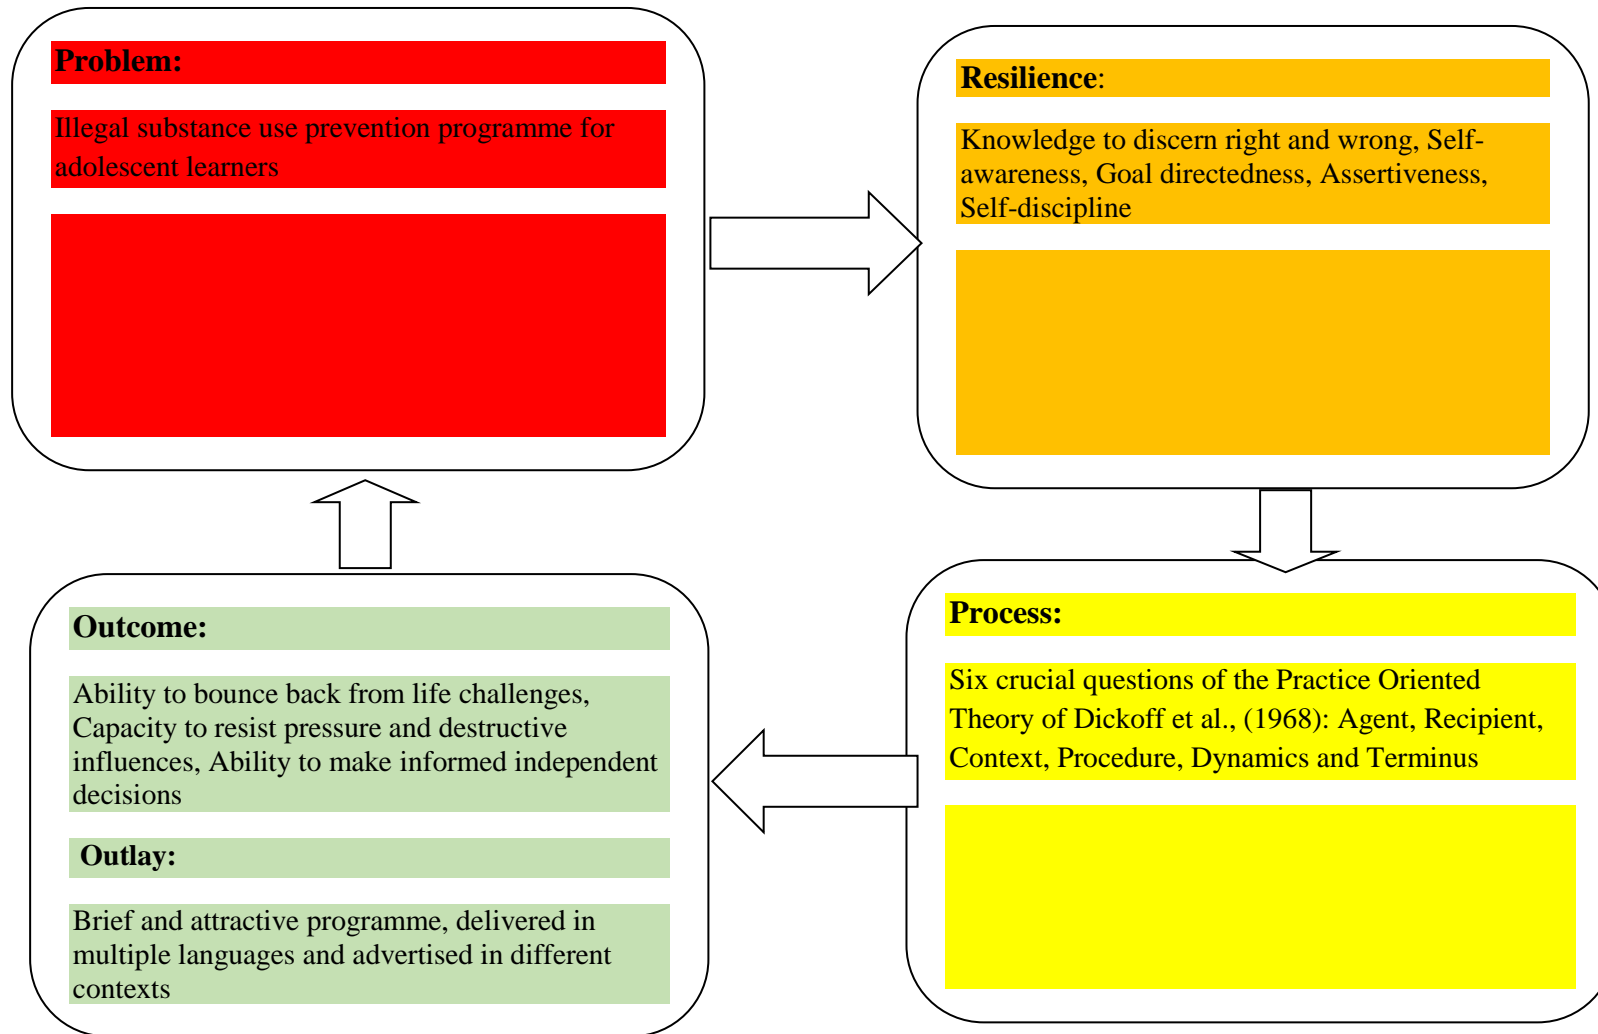 Problem:
Illegal substance use prevention programme for
adolescent learners
Resilience:
Knowledge to discern right and wrong, Self-
awareness, Goal directedness, Assertiveness,
Self-discipline
Process:
Six crucial questions of the Practice Oriented
Theory of Dickoff et al., (1968): Agent, Recipient,
Context, Procedure, Dynamics and Terminus
Outcome:
Ability to bounce back from life challenges,
Capacity to resist pressure and destructive
influences, Ability to make informed independent
decisions
Outlay:
Brief and attractive programme, delivered in
multiple languages and advertised in different
contexts